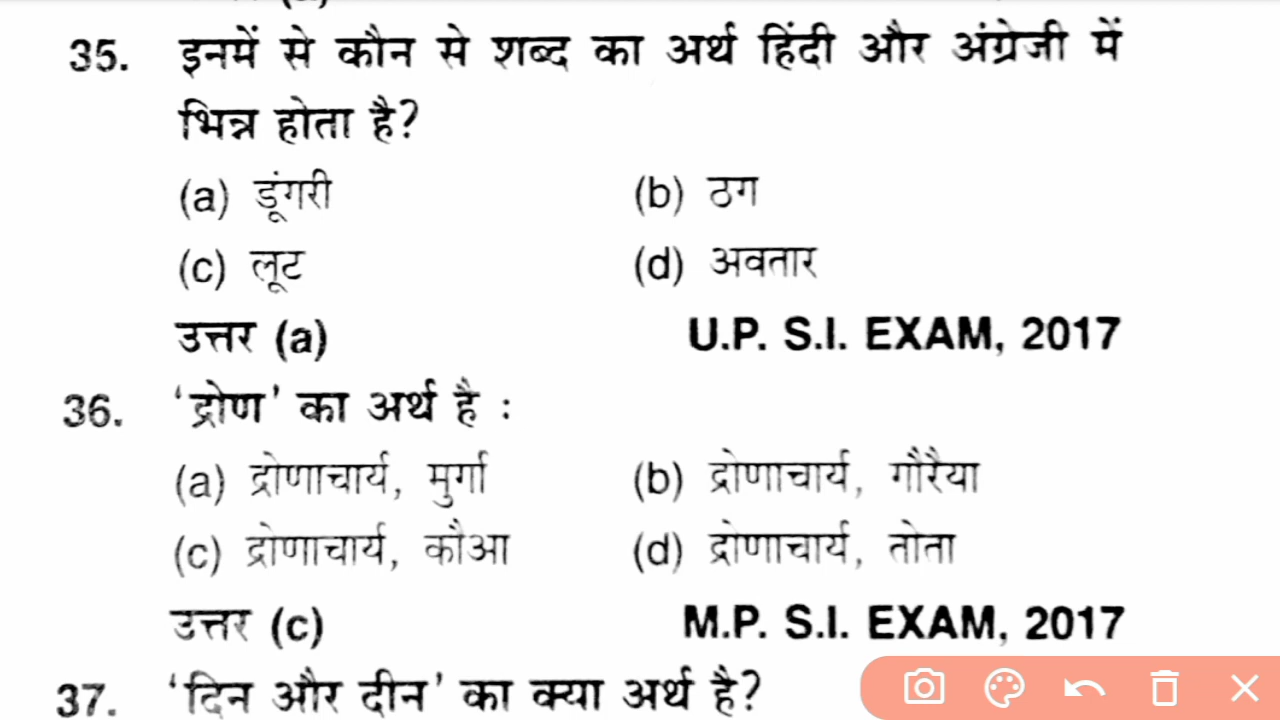 35. इनमें से कौन से शब्द का अर्थ हिंदी और अंग्रेजी में
भिन्न होता है?
(a) डूंगरी (b) ठग
(c) लूट (d) अवतार
उत्तर (a) U.P. S.I. EXAM, 2017
36. 'द्रोण' का अर्थ है :
(a) द्रोणाचार्य, मुर्गा (b) द्रोणाचार्य, गौरैया
(c) द्रोणाचार्य, कौआ (d) द्रोणाचार्य, तोता
उत्तर (c) M.P. S.I. EXAM, 2017
37. 'दिन और दीन' का क्या अर्थ है?